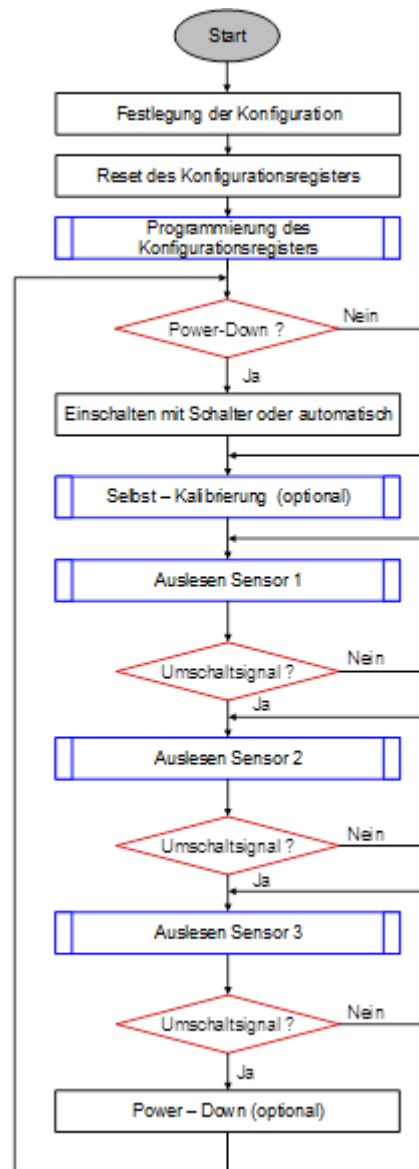 Start
Festlegung der Konfiguration
Reset des Konfigurationsregisters
Programmierung des
Konfigurationsregisters
Power-Down ?
Nein
Ja
Einschalten mit Schalter oder automatisch
Selbst – Kalibrierung (optional)
Auslesen Sensor 1
Umschaltsignal ?
Nein
Ja
Auslesen Sensor 2
Umschaltsignal ?
Nein
Ja
Auslesen Sensor 3
Umschaltsignal ?
Nein
Ja
Power – Down (optional)